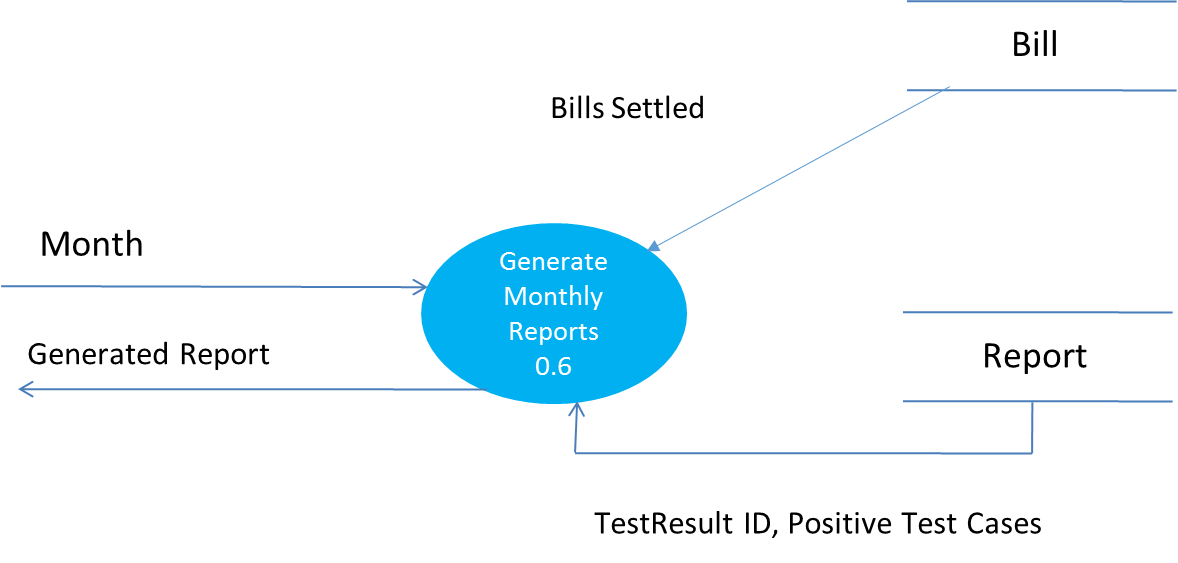 Bill
Bills Settled
Month
Generate
Monthly
Reports
0.6
Generated Report
Report
TestResult ID, Positive Test Cases